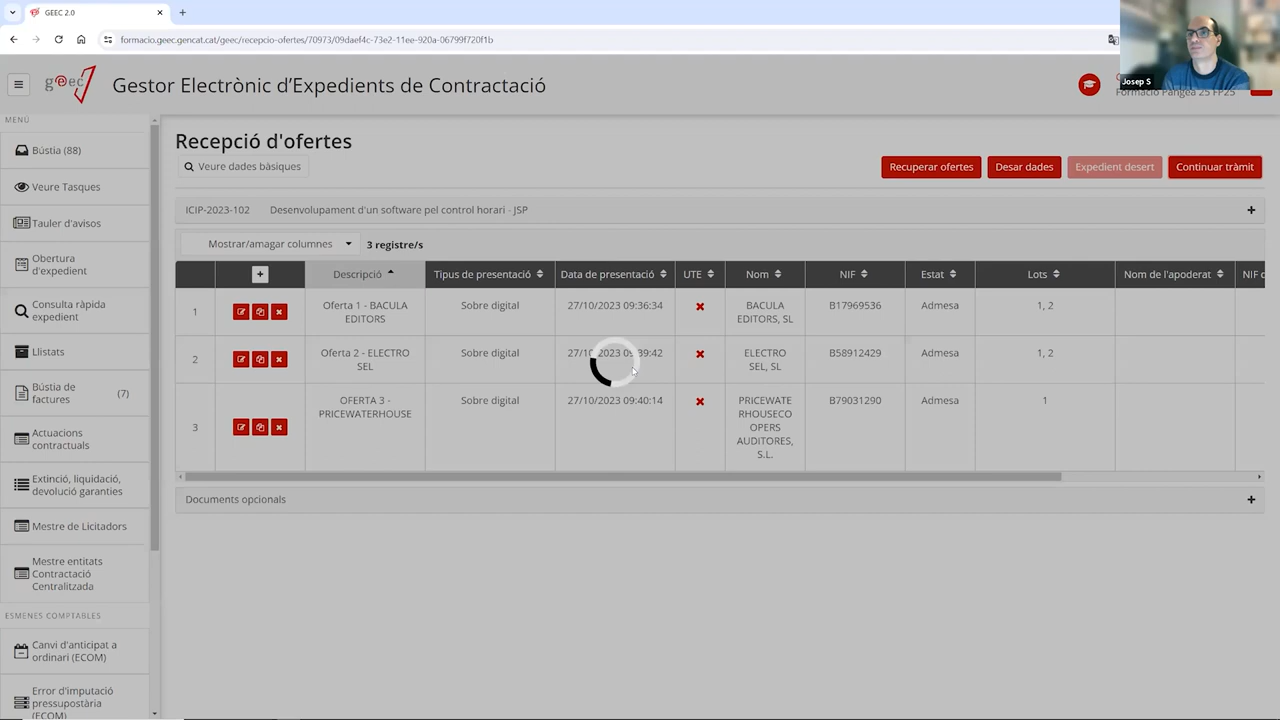 GEEC 2.0
formacio.geec.gencat.cat/geec/recepcio-ofertes/70973/09daef4c-73e2-11ee-920a-06799f720f1b
Josep S
geec
Gestor Electrònic d'Expedients de Contractació
Formació Pangea 25 FP25
MENÚ
Bústia (88)
Veure Tasques
Tauler d'avisos
Obertura
d'expedient
Consulta ràpida
expedient
Llistats
Bústia de
factures
(7)
Actuacions
contractuals
Extinció, liquidació,
devolució garanties
Mestre de Licitadors
Mestre entitats
Contractació
Centralitzada
ESMENES COMPTABLES
Canvi d'anticipat a
ordinari (ECOM)
Error d'imputació
pressupostària
(ECOM)
Recepció d'ofertes
Veure dades bàsiques
Recuperar ofertes
Desar dades
Expedient desert
Continuar tràmit
ICIP-2023-102 Desenvolupament d'un software pel control horari - JSP
Mostrar/amagar columnes
3 registre/s
Descripció Tipus de presentació Data de presentació UTE Nom NIF Estat Lots Nom de l'apoderat NIF
1 Oferta 1 - BACULA Sobre digital 27/10/2023 09:36:34 BACULA B17969536 Admesa 1, 2
EDITORS EDITORS, SL
2 Oferta 2 - ELECTRO Sobre digital 27/10/2023 09:39:42 ELECTRO B58912429 Admesa 1, 2
SEL SEL, SL
3 OFERTA 3 - Sobre digital 27/10/2023 09:40:14 PRICEWATE B79031290 Admesa 1
PRICEWATERHOUSE RHOUSECO
OPERS
AUDITORES,
S.L.
Documents opcionals